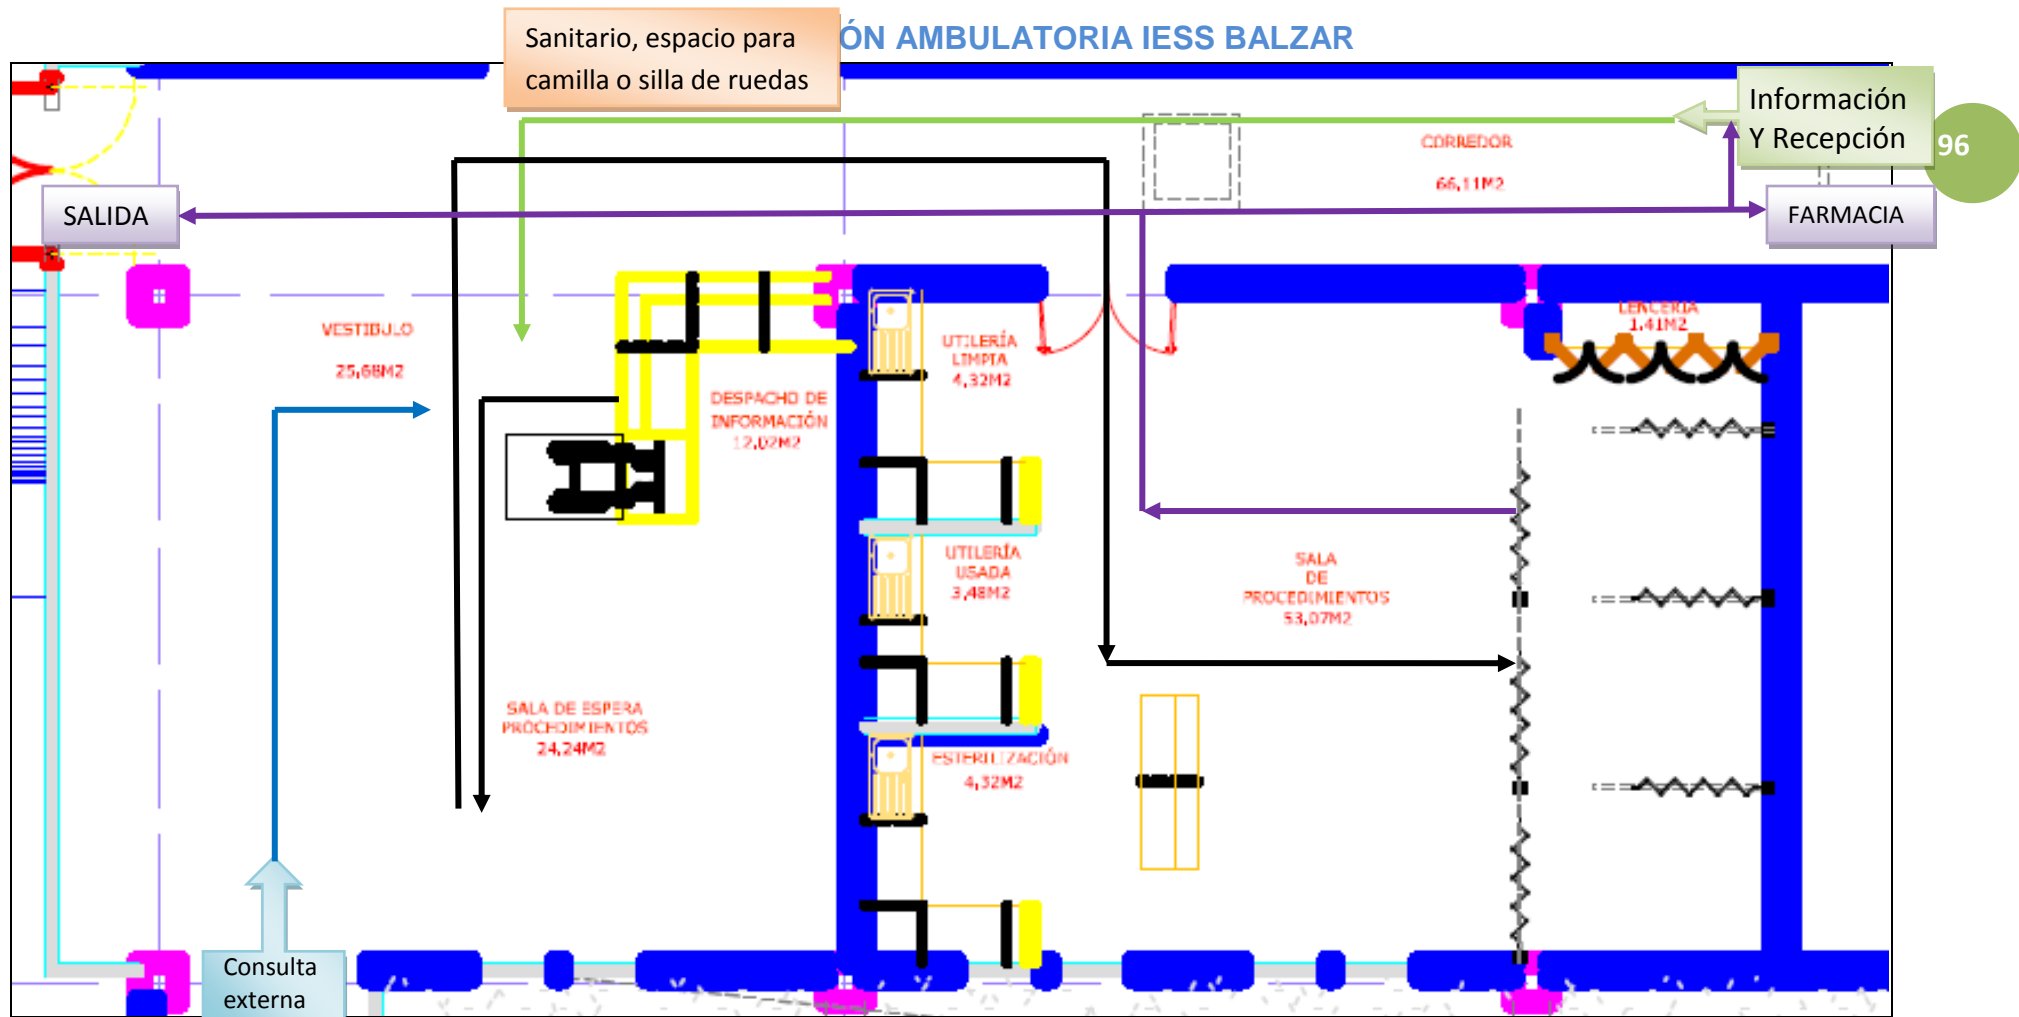 ÓN AMBULATORIA IESS BALZAR
Sanitario, espacio para
camilla o silla de ruedas
Información
Y Recepción
96
CORREDOR
66,11M2
SALIDA
FARMACIA
VESTIBULO
25,68M2
DESPACHO DE
INFORMACIÓN
12,02M2
UTILERÍA
LIMPIA
4,32M2
LENCERIA
1,41M2
UTILERÍA
USADA
3,48M2
SALA
DE
PROCEDIMIENTOS
53,07M2
SALA DE ESPERA
PROCEDIMIENTOS
24,24M2
ESTERILIZACIÓN
4,32M2
Consulta
externa